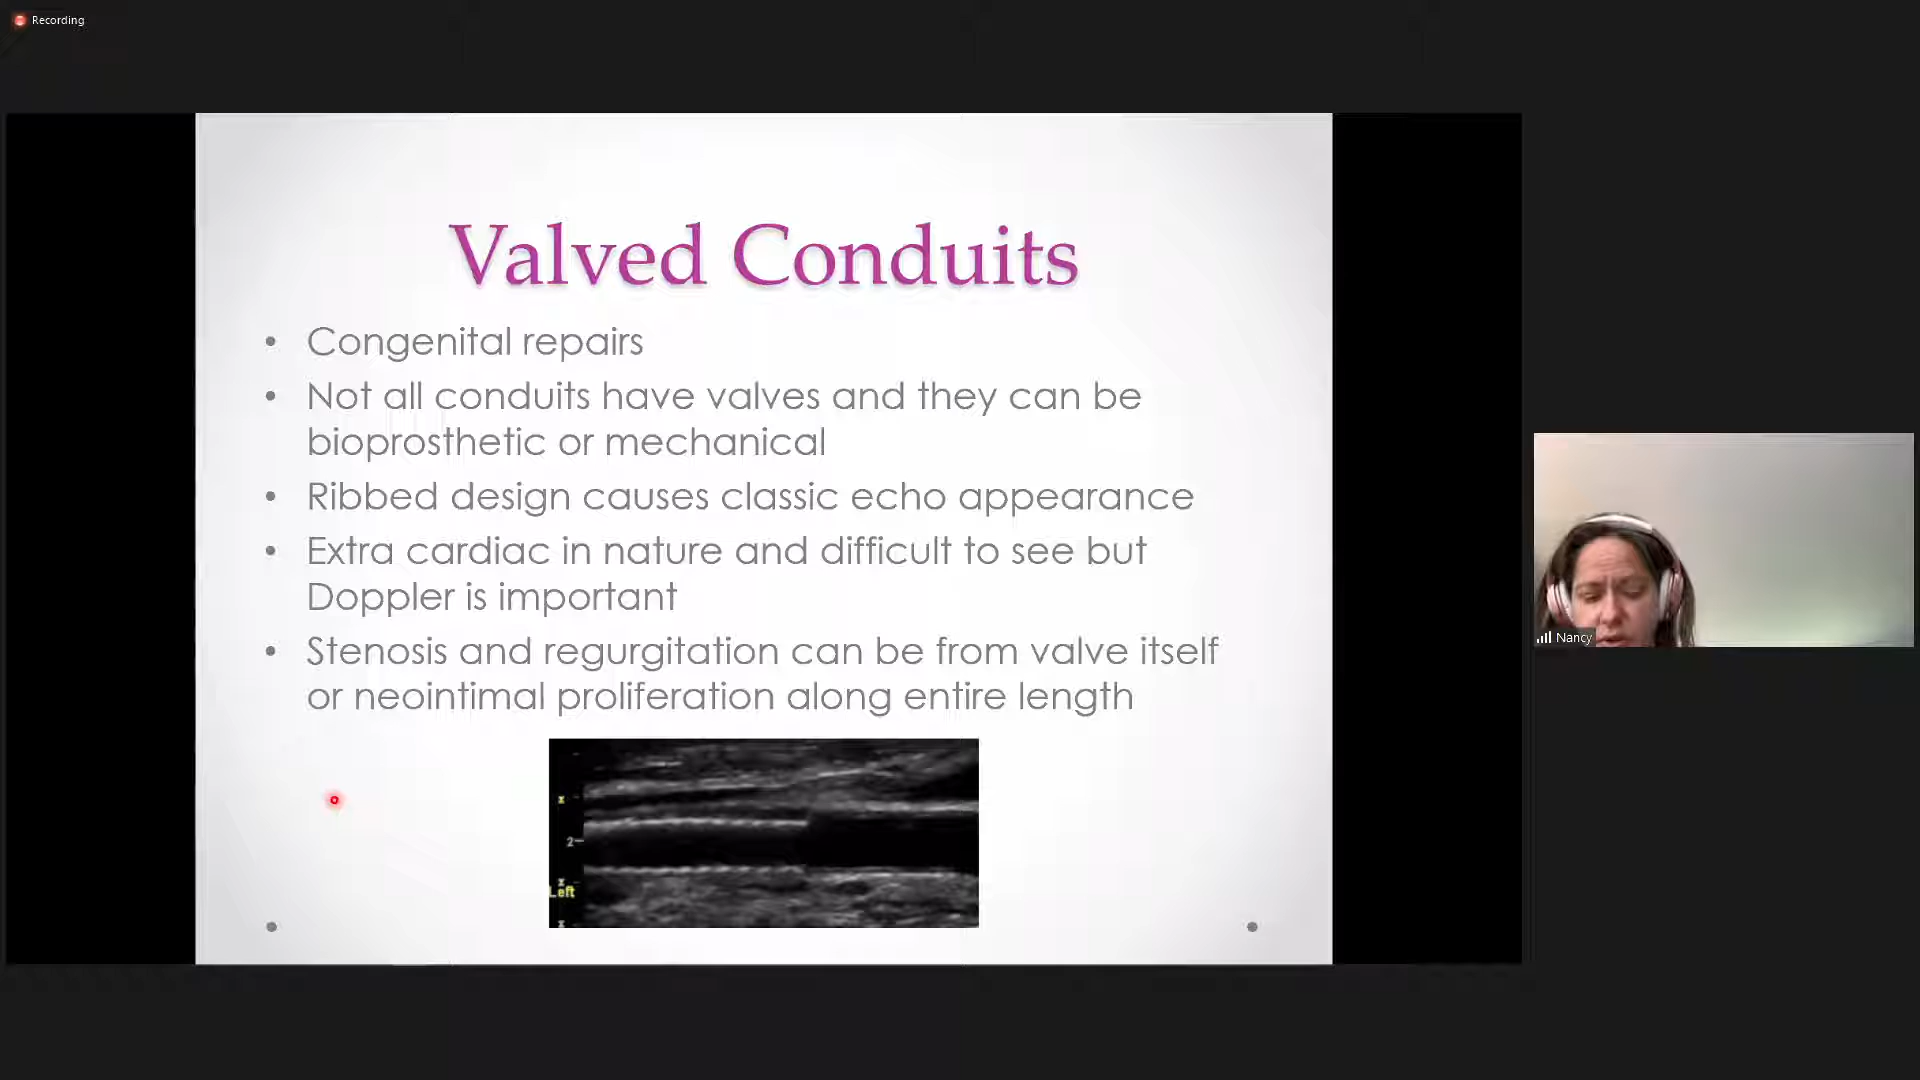 Recording
Valved Conduits
• Congenital repairs
• Not all conduits have valves and they can be
bioprosthetic or mechanical
• Ribbed design causes classic echo appearance
• Extra cardiac in nature and difficult to see but
Doppler is important
• Stenosis and regurgitation can be from valve itself
or neointimal proliferation along entire length
2
Left
Nancy